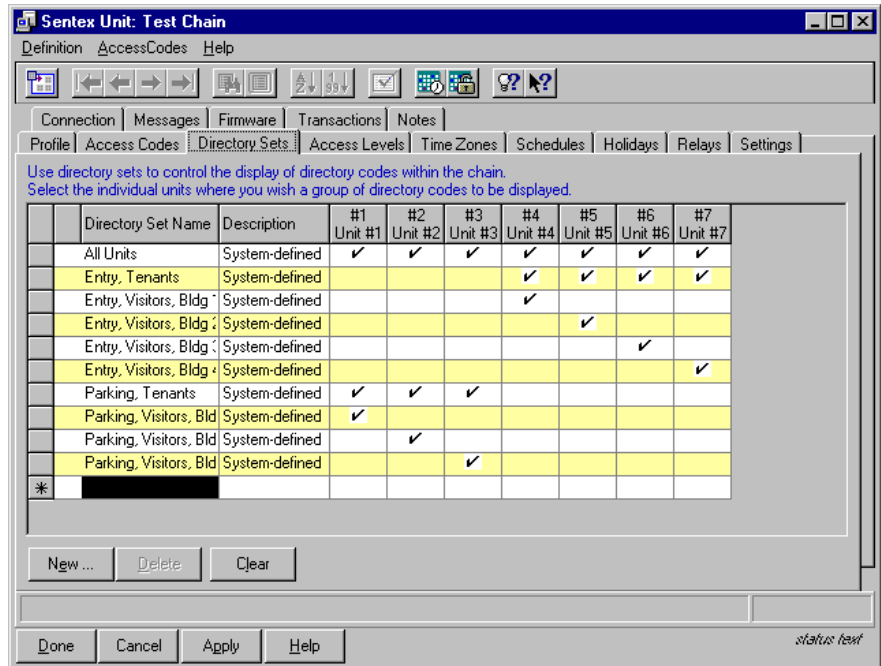 Sentex Unit: Test Chain
Definition AccessCodes Help
Connection Messages Firmware Transactions Notes
Profile Access Codes Directory Sets Access Levels Time Zones Schedules Holidays Relays Settings
Use directory sets to control the display of directory codes within the chain.
Select the individual units where you wish a group of directory codes to be displayed.
Directory Set Name Description #1 Unit #1 #2 Unit #2 #3 Unit #3 #4 Unit #4 #5 Unit #5 #6 Unit #6 #7 Unit #7
All Units System-defined ✓ ✓ ✓ ✓ ✓ ✓ ✓
Entry, Tenants System-defined ✓ ✓ ✓ ✓
Entry, Visitors, Bldg System-defined ✓
Entry, Visitors, Bldg 2 System-defined ✓
Entry, Visitors, Bldg System-defined ✓
Entry, Visitors, Bldg System-defined ✓
Parking, Tenants System-defined ✓ ✓ ✓
Parking, Visitors, Bld System-defined ✓
Parking, Visitors, Bld System-defined ✓
Parking, Visitors, Bld System-defined ✓
New ... Delete Clear
Done Cancel Apply Help status text